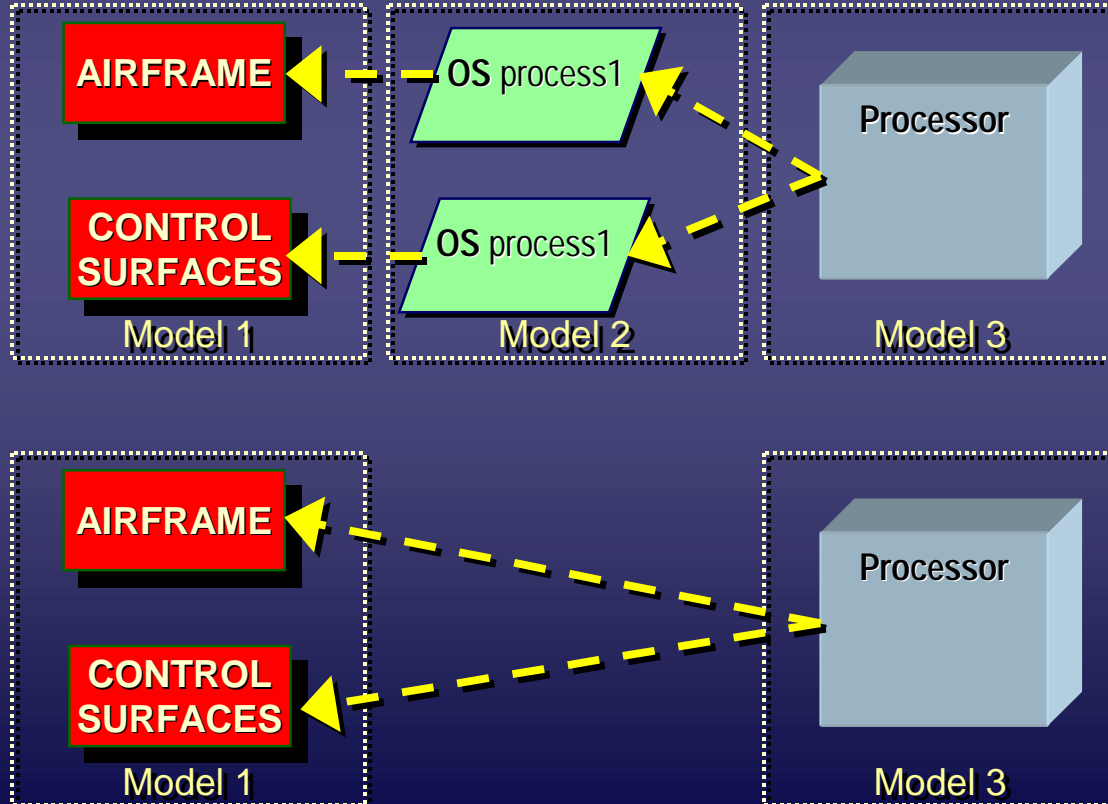 AIRFRAME
OS process1
Processor
CONTROL
SURFACES
OS process1
Model 1
Model 2
Model 3
AIRFRAME
Processor
CONTROL
SURFACES
Model 1
Model 3